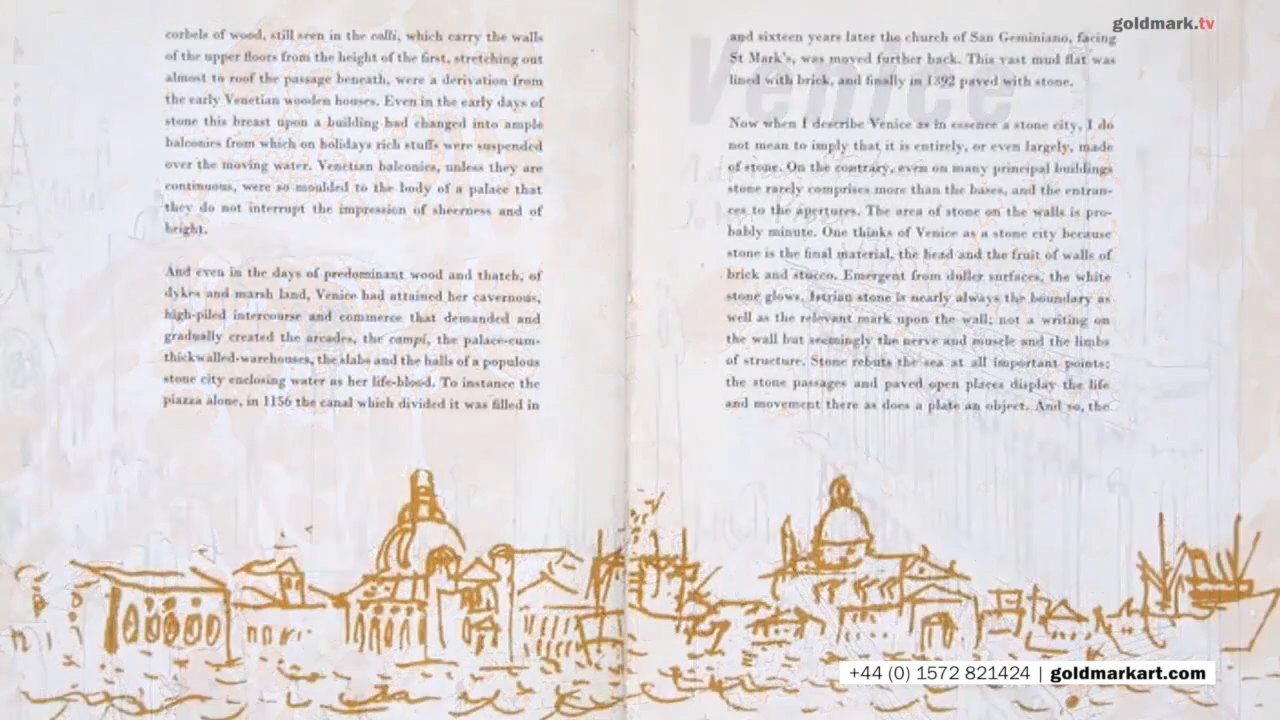 goldmark.tv
corbels of wood, still seen in the calli, which carry the walls
of the upper floors from the height of the first, stretching out
almost to roof the passage beneath, were a derivation from
the early Venetian wooden houses. Even in the early days of
stone this breast upon a building had changed into ample
balconies from which on holidays rich stuffs were suspended
over the moving water. Venetian balconies, unless they are
continuous, were so moulded to the body of a palace that
they do not interrupt the impression of sheerness and of
height.
And even in the days of predominant wood and thatch, of
dykes and marsh land, Venice had attained her cavernous,
high-piled intercourse and commerce that demanded and
gradually created the arcades, the campi, the palace-cum-
thickwalled-warehouses, the slabs and the halls of a populous
stone city enclosing water as her life-blood. To instance the
piazza alone, in 1156 the canal which divided it was filled in
and sixteen years later the church of San Geminiano, facing
St Mark's, was moved further back. This vast mud flat was
lined with brick, and finally in 1392 paved with stone.
Now when I describe Venice as in essence a stone city, I do
not mean to imply that it is entirely, or even largely, made
of stone. On the contrary, even on many principal buildings
stone rarely comprises more than the bases, and the entran-
ces to the apertures. The area of stone on the walls is pro-
bably minute. One thinks of Venice as a stone city because
stone is the final material, the head and the fruit of walls of
brick and stucco. Emergent from duller surfaces, the white
stone glows. Istrian stone is nearly always the boundary as
well as the relevant mark upon the wall; not a writing on
the wall but seemingly the nerve and muscle and the limbs
of structure. Stone rebuts the sea at all important points;
the stone passages and paved open places display the life
and movement there as does a plate an object. And so, the
Venice
+44 (0) 1572 821424 | goldmarkart.com